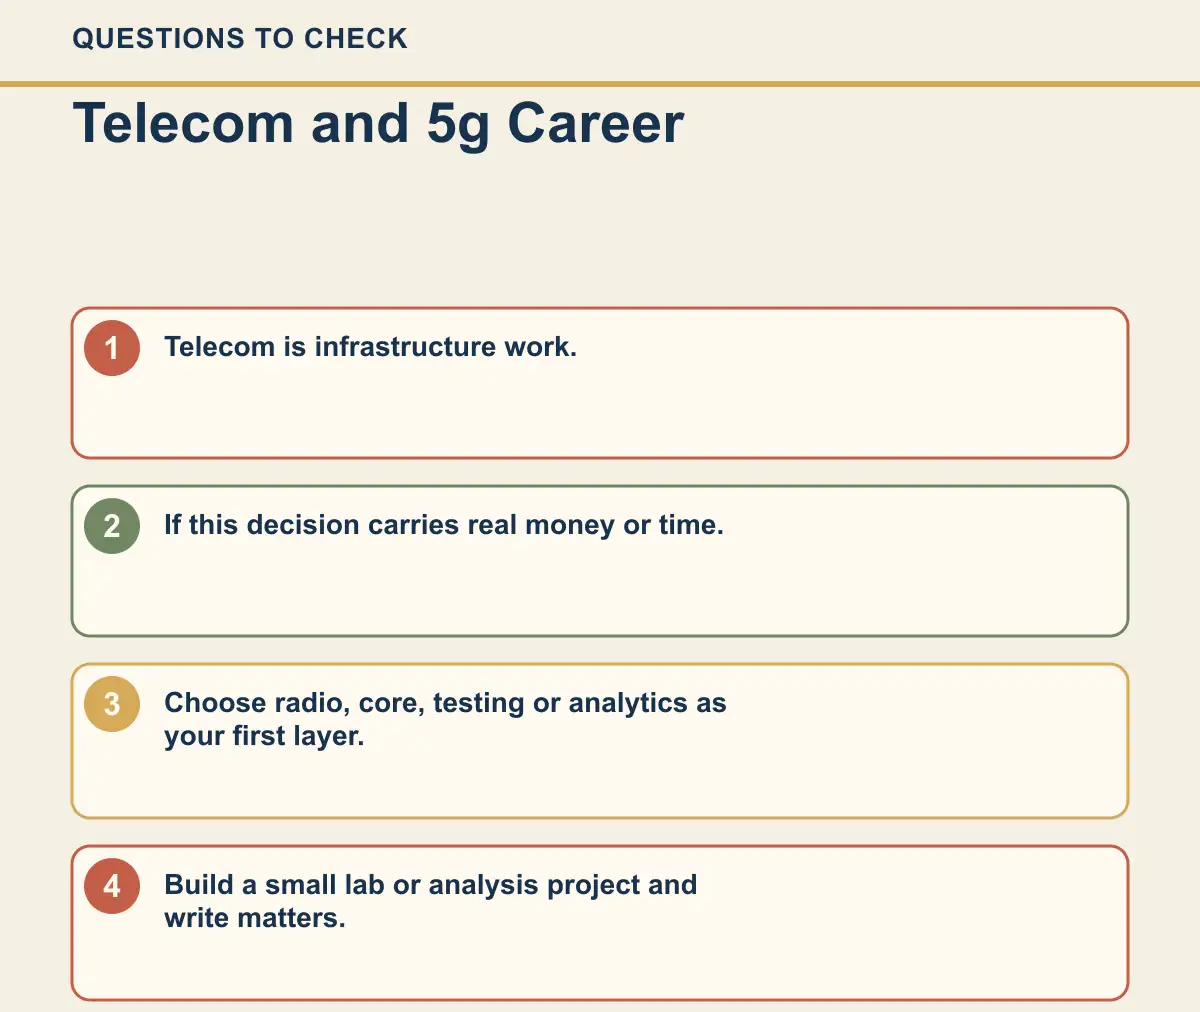 QUESTIONS TO CHECK
Telecom and 5g Career
1
Telecom is infrastructure work.
2
If this decision carries real money or time.
3
Choose radio, core, testing or analytics as
your first layer.
4
Build a small lab or analysis project and
write matters.